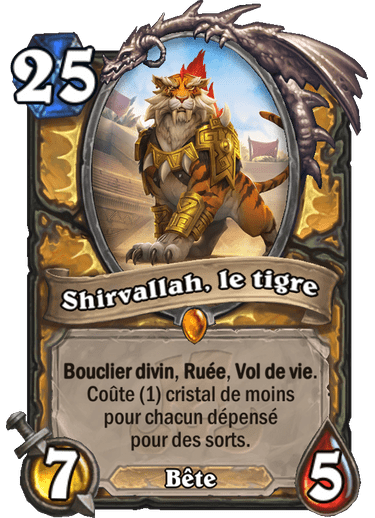 25
Shirvallah, le tigre
Bouclier divin, Ruée, Vol de vie.
Coûte (1) cristal de moins
pour chacun dépensé
pour des sorts.
7
Bête
5